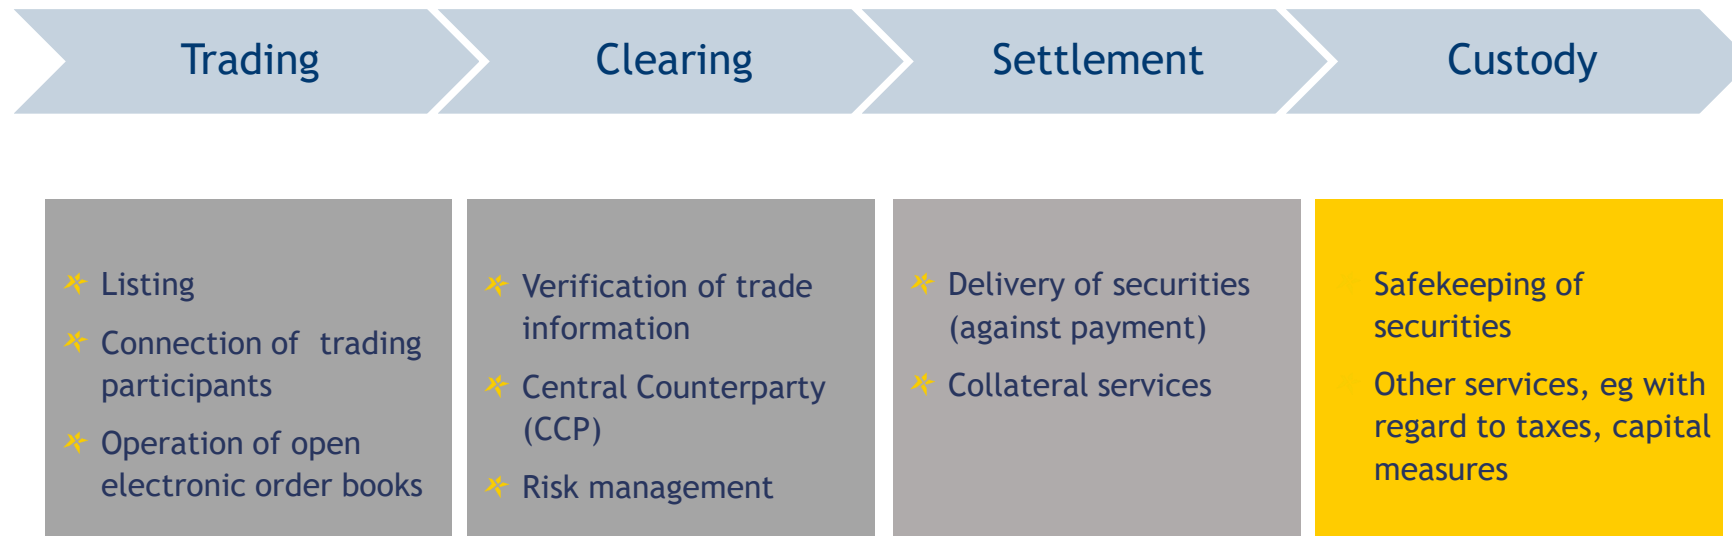 Trading
Clearing
Settlement
Custody
Listing
Connection of trading
participants
Operation of open
electronic order books
Verification of trade
information
Central Counterparty
(CCP)
Risk management
Delivery of securities
(against payment)
Collateral services
Safekeeping of
securities
Other services, eg with
regard to taxes, capital
measures